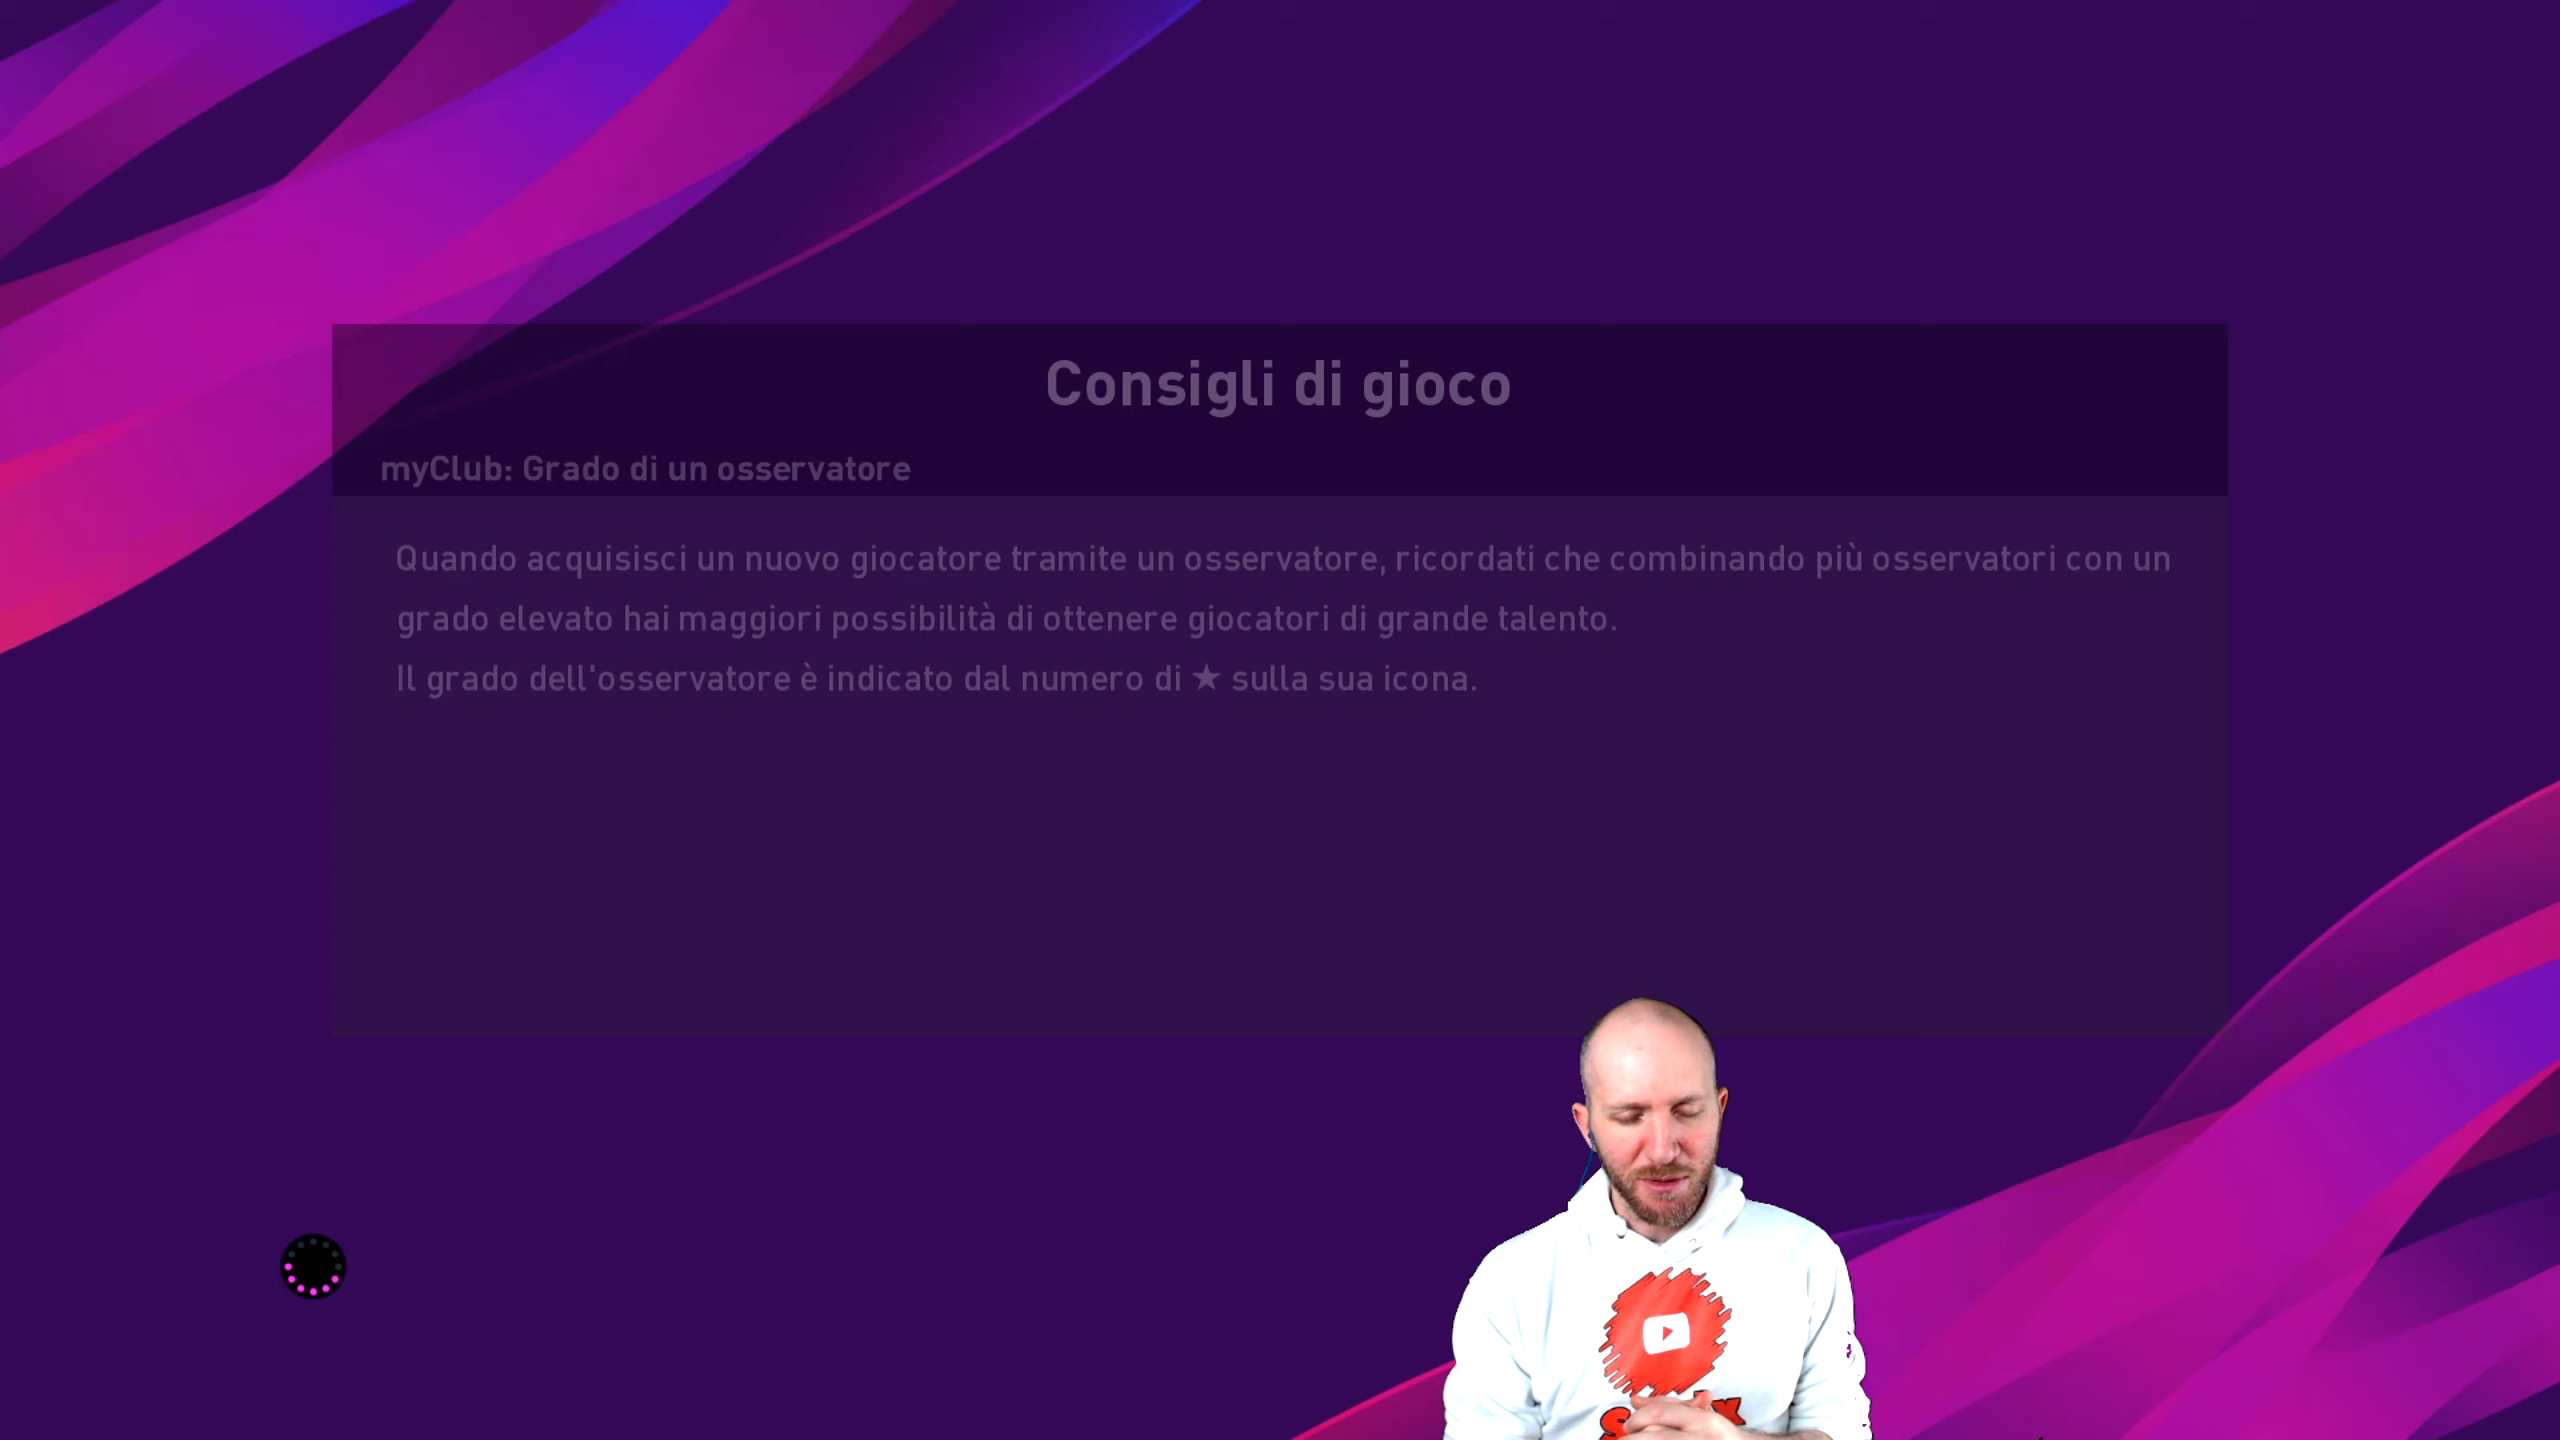 Consigli di gioco
myClub: Grado di un osservatore
Quando acquisisci un nuovo giocatore tramite un osservatore, ricordati che combinando più osservatori con un
grado elevato hai maggiori possibilità di ottenere giocatori di grande talento.
Il grado dell'osservatore è indicato dal numero di ★ sulla sua icona.